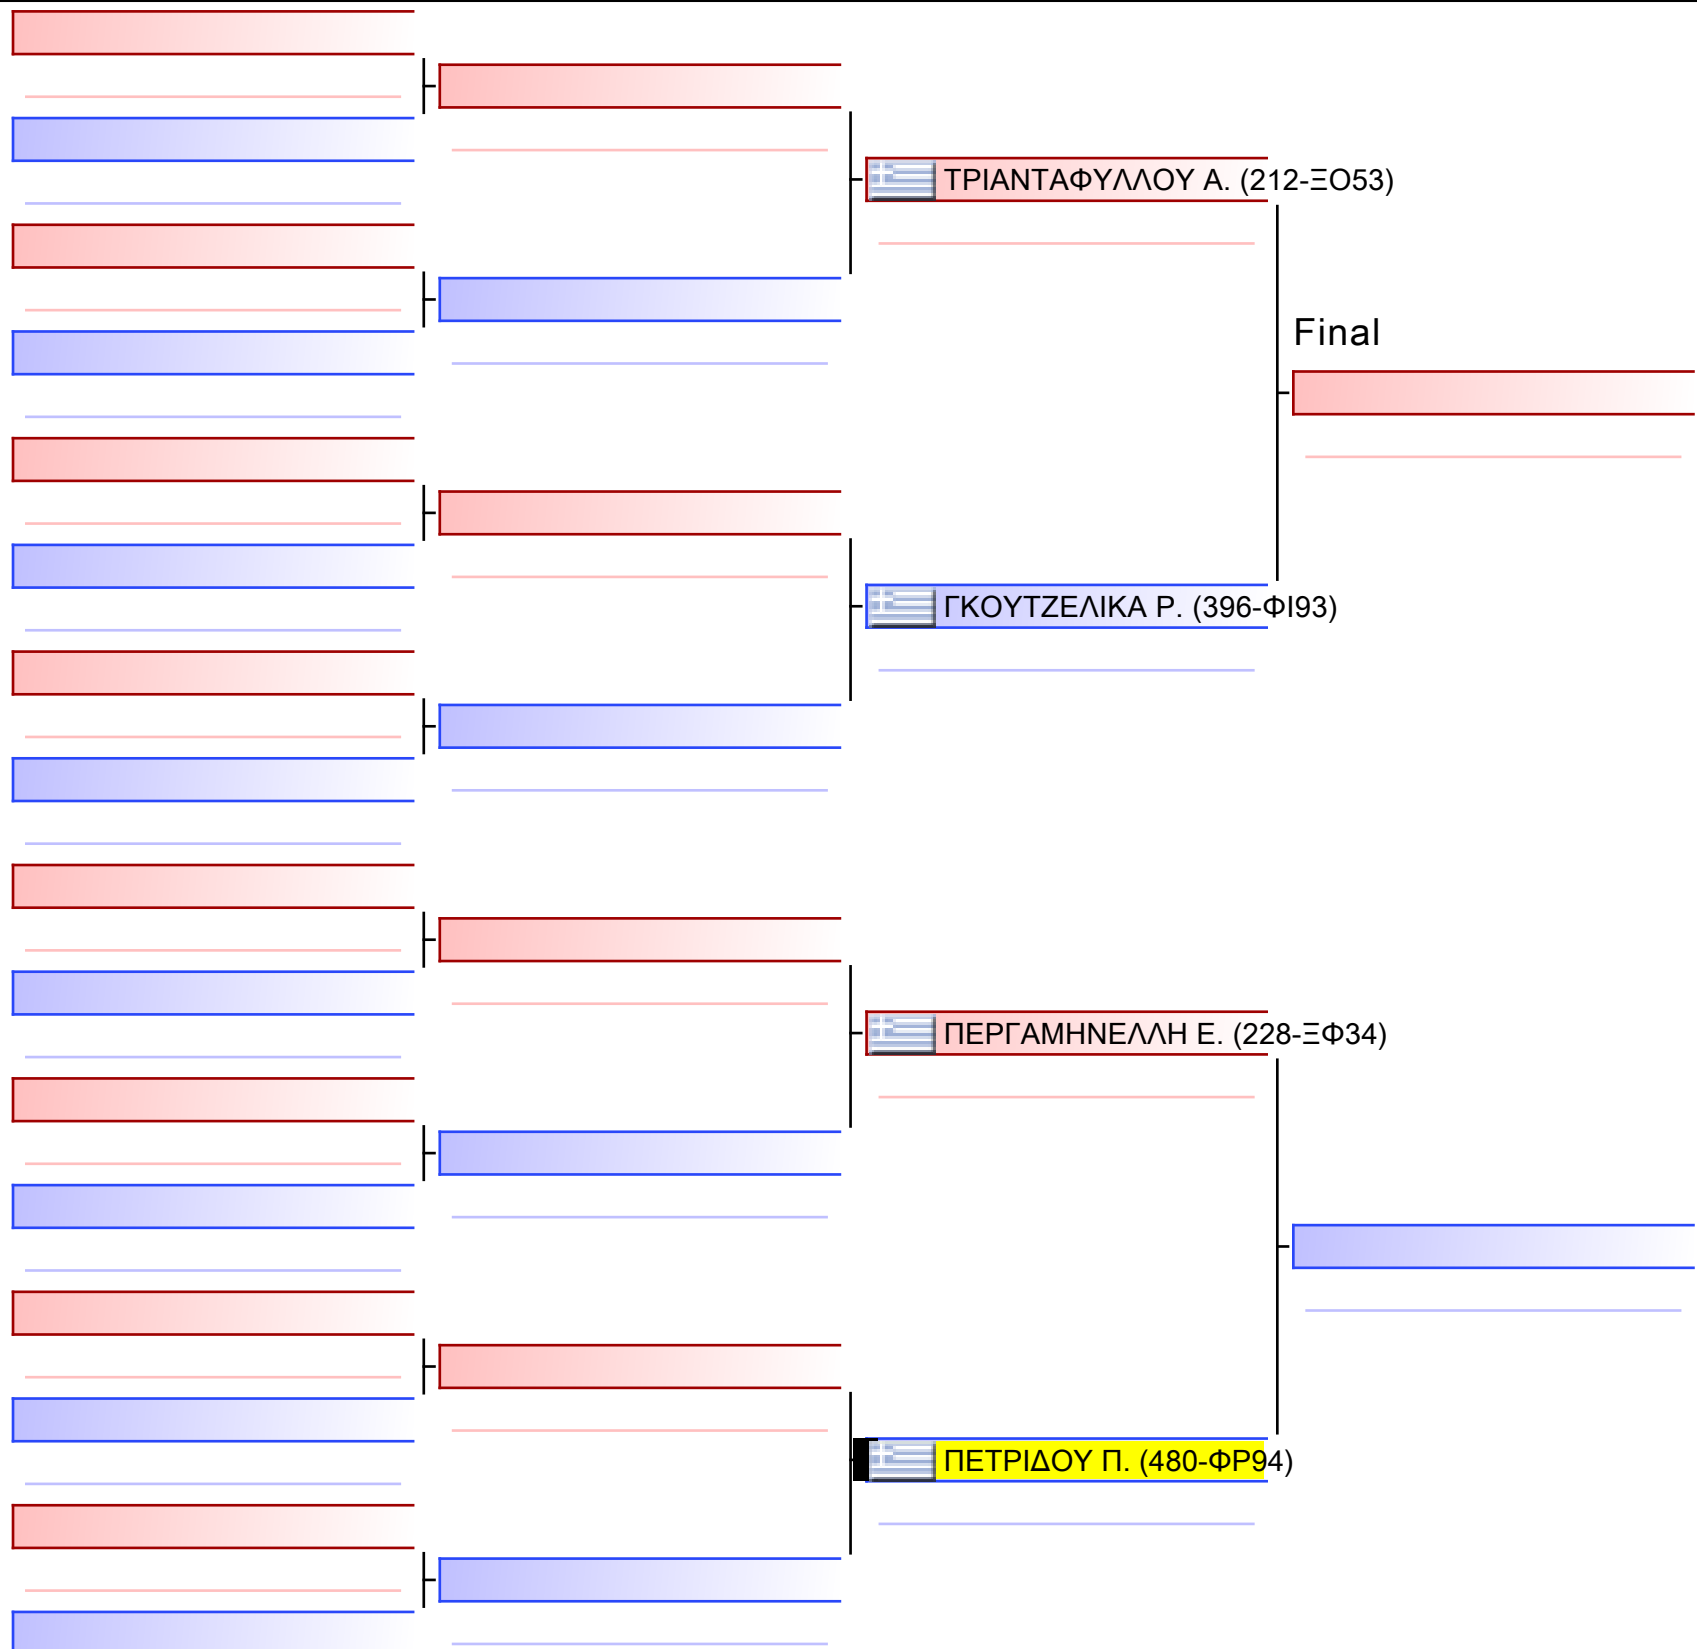 ΤΡΙΑΝΤΑΦΥΛΛΟΥ Α. (212-ΞΟ53)
Final
ΓΚΟΥΤΖΕΛΙΚΑ Ρ. (396-ΦΙ93)
ΠΕΡΓΑΜΗΝΕΛΛΗ Ε. (228-ΞΦ34)
ΠΕΤΡΙΔΟΥ Π. (480-ΦΡ94)